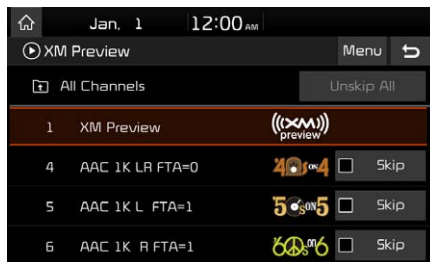 Jan. 1 12:00 AM
XM Preview Menu
All Channels Unskip All
1 XM Preview ((XM)) preview
4 AAC 1K LR FTA=0 40s on 4 Skip
5 AAC 1K L FTA=1 50s on 5 Skip
6 AAC 1K R FTA=1 60s on 6 Skip